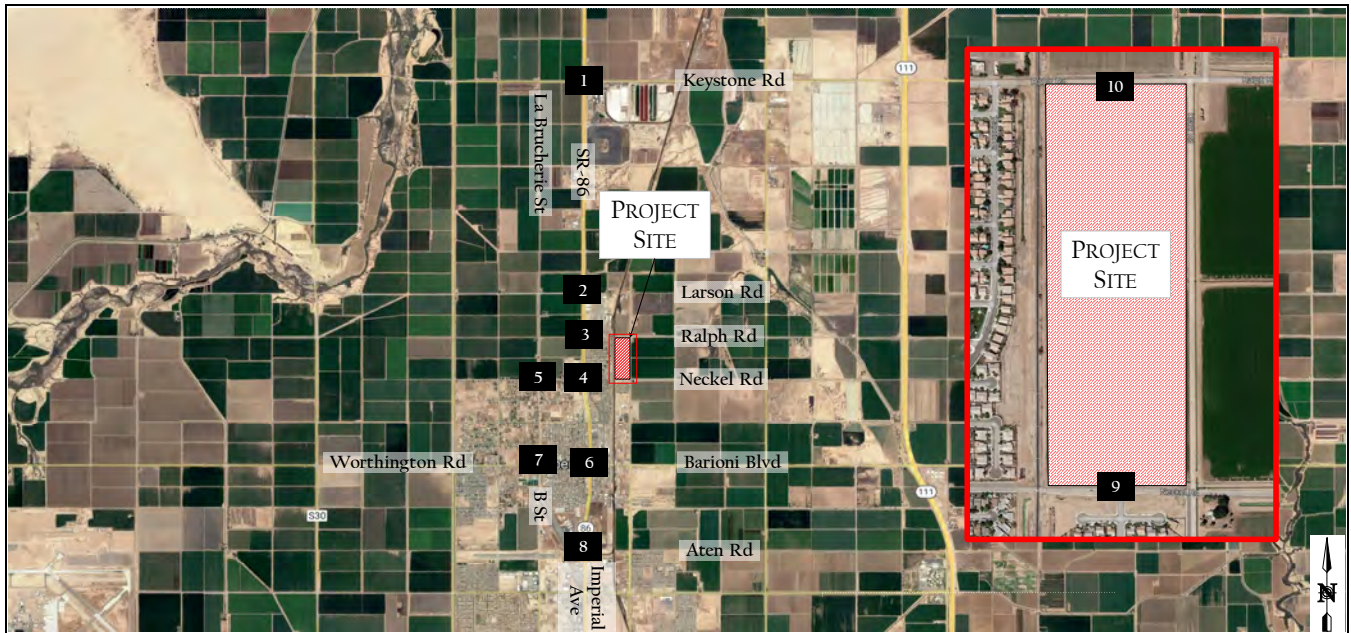 1
Keystone Rd
111
La Brucherie St
SR-86
PROJECT
SITE
2
Larson Rd
3
Ralph Rd
5
4
Neckel Rd
Worthington Rd
7
6
Barioni Blvd
B St
S30
86
111
8
Aten Rd
Imperial
Ave
10
PROJECT
SITE
9
N